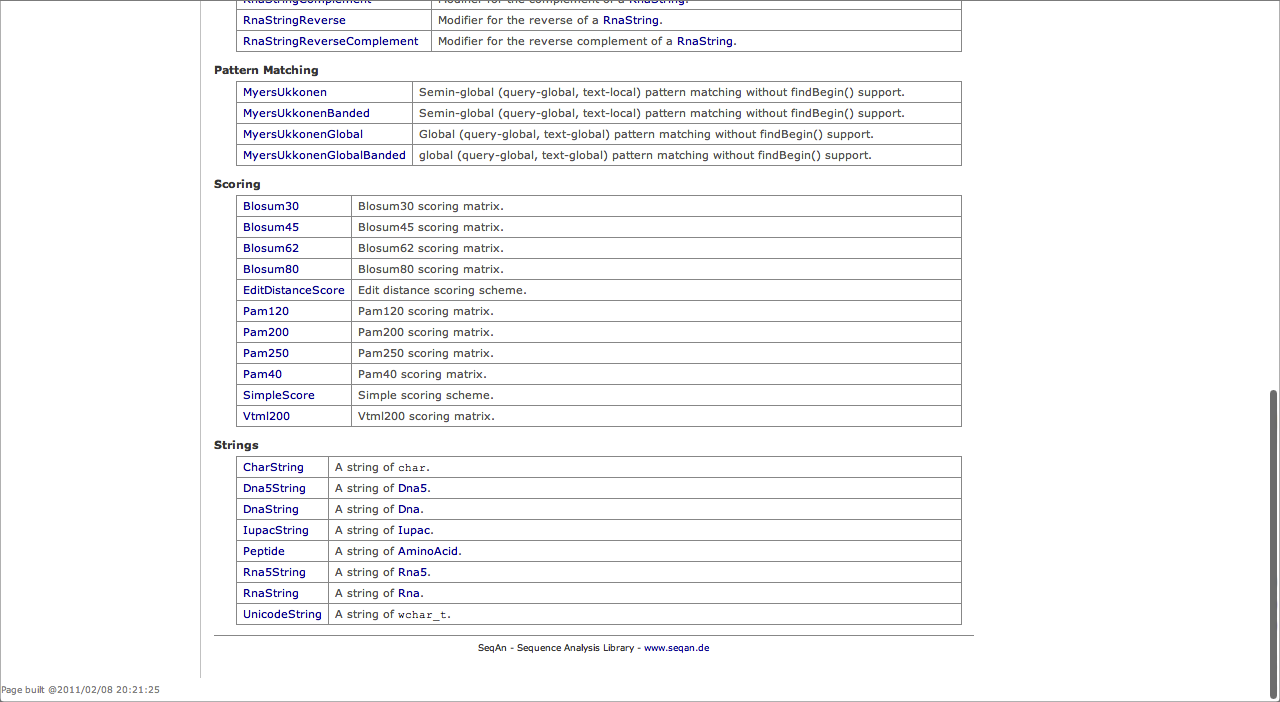 RnaStringComplement Modifier for the complement of a RnaString.
RnaStringReverse Modifier for the reverse of a RnaString.
RnaStringReverseComplement Modifier for the reverse complement of a RnaString.
Pattern Matching
MyersUkkonen Semin-global (query-global, text-local) pattern matching without findBegin() support.
MyersUkkonenBanded Semin-global (query-global, text-local) pattern matching without findBegin() support.
MyersUkkonenGlobal Global (query-global, text-global) pattern matching without findBegin() support.
MyersUkkonenGlobalBanded global (query-global, text-global) pattern matching without findBegin() support.
Scoring
Blosum30 Blosum30 scoring matrix.
Blosum45 Blosum45 scoring matrix.
Blosum62 Blosum62 scoring matrix.
Blosum80 Blosum80 scoring matrix.
EditDistanceScore Edit distance scoring scheme.
Pam120 Pam120 scoring matrix.
Pam200 Pam200 scoring matrix.
Pam250 Pam250 scoring matrix.
Pam40 Pam40 scoring matrix.
SimpleScore Simple scoring scheme.
Vtml200 Vtml200 scoring matrix.
Strings
CharString A string of char.
Dna5String A string of Dna5.
DnaString A string of Dna.
IupacString A string of Iupac.
Peptide A string of AminoAcid.
Rna5String A string of Rna5.
RnaString A string of Rna.
UnicodeString A string of wchar_t.
SeqAn - Sequence Analysis Library - www.seqan.de
Page built @2011/02/08 20:21:25